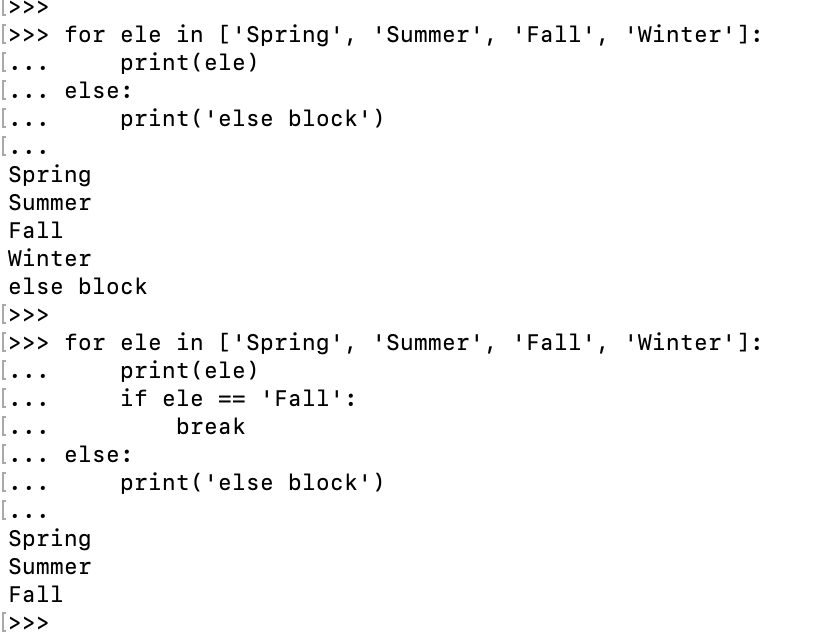 [>>>
[>>> for ele in ['Spring', 'Summer', 'Fall', 'Winter']:
[...     print(ele)
[... else:
[...     print('else block')
[...
Spring
Summer
Fall
Winter
else block
[>>>
[>>> for ele in ['Spring', 'Summer', 'Fall', 'Winter']:
[...     print(ele)
[...     if ele == 'Fall':
[...         break
[... else:
[...     print('else block')
[...
Spring
Summer
Fall
[>>>